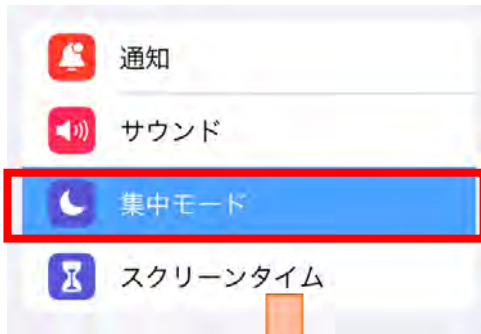 通知
サウンド
集中モード
スクリーンタイム